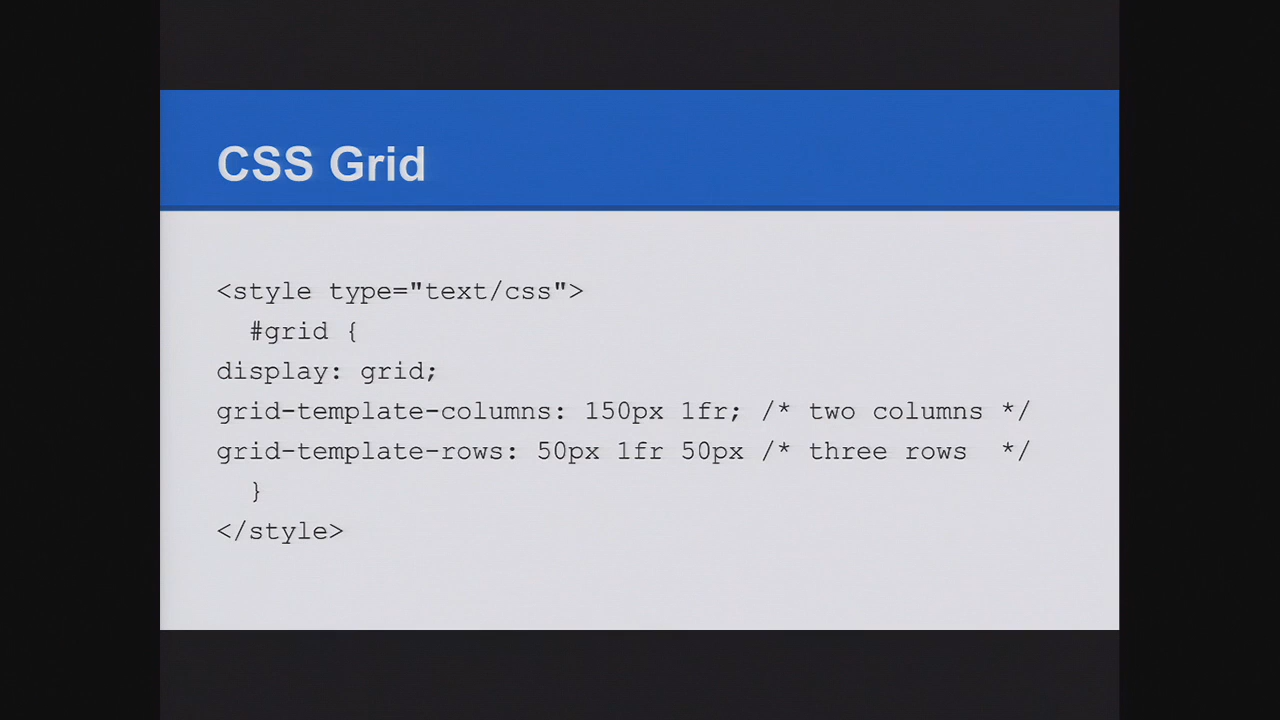 CSS Grid
<style type="text/css">
  #grid {
display: grid;
grid-template-columns: 150px 1fr; /* two columns */
grid-template-rows: 50px 1fr 50px /* three rows  */
  }
</style>